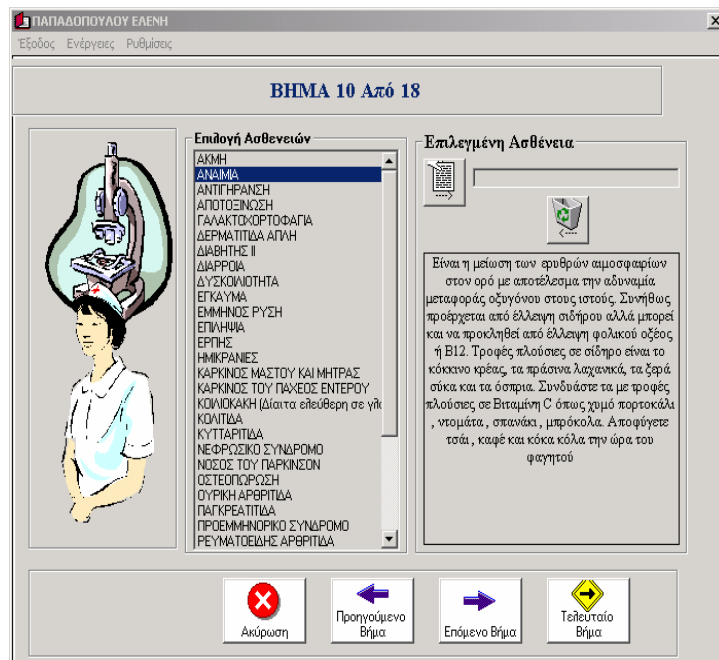 ΠΑΠΑΔΟΠΟΥΛΟΥ ΕΛΕΝΗ
Έξοδος Ενέργειες Ρυθμίσεις
ΒΗΜΑ 10 Από 18
Επιλογή Ασθενειών
ΑΚΜΗ
ΑΝΑΙΜΙΑ
ΑΝΤΙΓΗΡΑΝΣΗ
ΑΠΟΤΟΞΙΝΩΣΗ
ΓΑΛΑΚΤΟΧΟΡΤΟΦΑΓΙΑ
ΔΕΡΜΑΤΙΤΙΔΑ ΑΠΛΗ
ΔΙΑΒΗΤΗΣ ΙΙ
ΔΙΑΡΡΟΙΑ
ΔΥΣΚΟΙΛΙΟΤΗΤΑ
ΕΓΚΑΥΜΑ
ΕΜΜΗΝΟΣ ΡΥΣΗ
ΕΠΙΛΗΨΙΑ
ΕΡΠΗΣ
ΗΜΙΚΡΑΝΙΕΣ
ΚΑΡΚΙΝΟΣ ΜΑΣΤΟΥ ΚΑΙ ΜΗΤΡΑΣ
ΚΑΡΚΙΝΟΣ ΤΟΥ ΠΑΧΕΟΣ ΕΝΤΕΡΟΥ
ΚΟΙΛΙΟΚΑΚΗ (Δίαιτα ελεύθερη σε γλο
ΚΟΛΙΤΙΔΑ
ΚΥΤΤΑΡΙΤΙΔΑ
ΝΕΦΡΩΣΙΚΟ ΣΥΝΔΡΟΜΟ
ΝΟΣΟΣ ΤΟΥ ΠΑΡΚΙΝΣΟΝ
ΟΣΤΕΟΠΟΡΩΣΗ
ΟΥΡΙΚΗ ΑΡΘΡΙΤΙΔΑ
ΠΑΓΚΡΕΑΤΙΤΙΔΑ
ΠΡΟΕΜΜΗΝΟΡΙΚΟ ΣΥΝΔΡΟΜΟ
ΡΕΥΜΑΤΟΕΙΔΗΣ ΑΡΘΡΙΤΙΔΑ
Επιλεγμένη Ασθένεια
Είναι η μείωση των ερυθρών αιμοσφαιρίων
στον ορό με αποτέλεσμα την αδυναμία
μεταφοράς οξυγόνου στους ιστούς. Συνήθως
προέρχεται από έλλειψη σιδήρου αλλά μπορεί
και να προκληθεί από έλλειψη φολικού οξέος
ή Β12. Τροφές πλούσιες σε σίδηρο είναι το
κόκκινο κρέας, τα πράσινα λαχανικά, τα ξερά
σύκα και τα όσπρια. Συνδυάστε τα με τροφές
πλούσιες σε Βιταμίνη C όπως χυμό πορτοκάλι
, ντομάτα , σπανάκι , μπρόκολα. Αποφύγετε
τσάι , καφέ και κόκα κόλα την ώρα του
φαγητού
Ακύρωση
Προηγούμενο
Βήμα
Επόμενο Βήμα
Τελευταίο
Βήμα